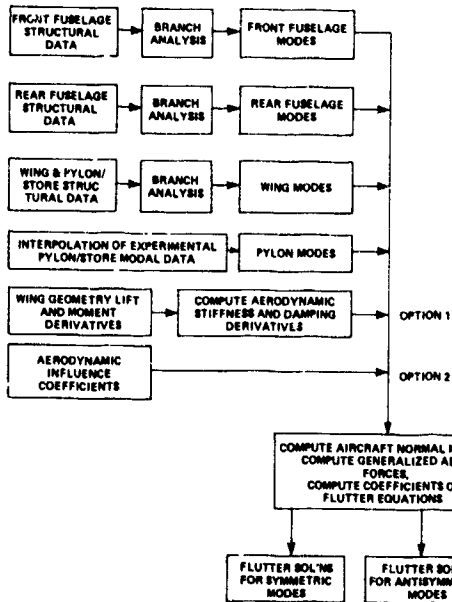 FRONT FUSELAGE
STRUCTURAL
DATA
BRANCH
ANALYSIS
FRONT FUSELAGE
MODES
REAR FUSELAGE
STRUCTURAL
DATA
BRANCH
ANALYSIS
REAR FUSELAGE
MODES
WING & PYLON/
STORE STRUC
TURAL DATA
BRANCH
ANALYSIS
WING MODES
INTERPOLATION OF EXPERIMENTAL
PYLON/STORE MODAL DATA
PYLON MODES
WING GEOMETRY LIFT
AND MOMENT
DERIVATIVES
COMPUTE AERODYNAMIC
STIFFNESS AND DAMPING
DERIVATIVES
OPTION 1
AERODYNAMIC
INFLUENCE
COEFFICIENTS
OPTION 2
COMPUTE AIRCRAFT NORMAL
COMPUTE GENERALIZED
FORCES,
COMPUTE COEFFICIENTS
FLUTTER EQUATIONS
FLUTTER SOL'NS
FOR SYMMETRIC
MODES
FLUTTER
FOR
MODES